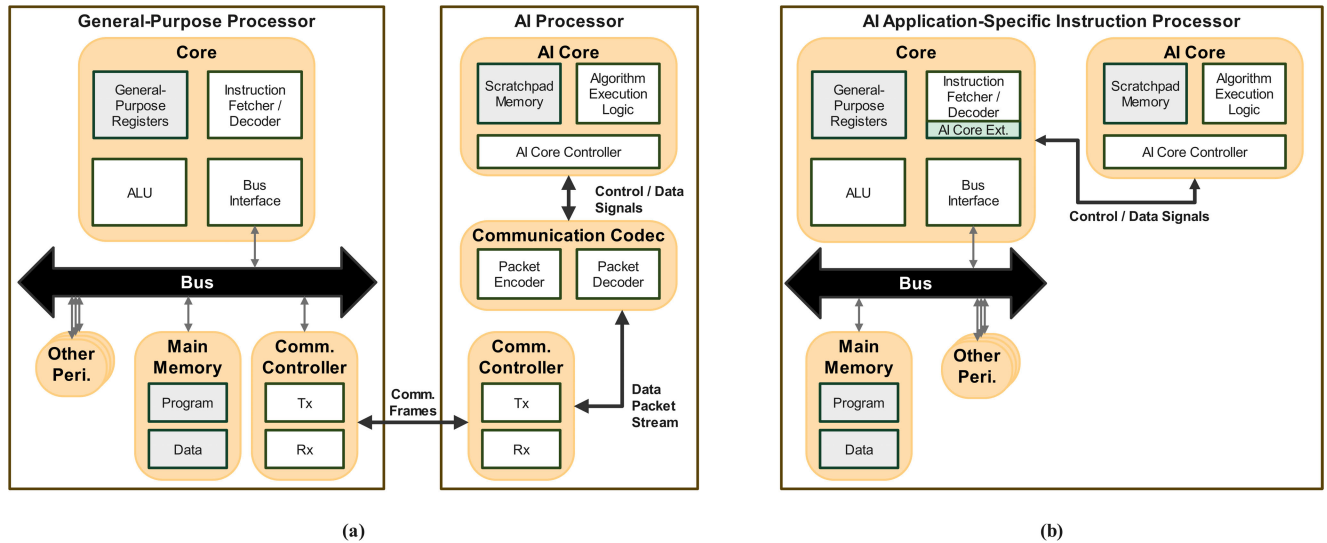 General-Purpose Processor
Core
General-
Purpose
Registers
Instruction
Fetcher /
Decoder
ALU
Bus
Interface
Bus
Other
Peri.
Main
Memory
Program
Data
Comm.
Controller
Tx
Rx
Comm.
Frames
AI Processor
AI Core
Scratchpad
Memory
Algorithm
Execution
Logic
AI Core Controller
Control / Data
Signals
Communication Codec
Packet
Encoder
Packet
Decoder
Comm.
Controller
Tx
Rx
Data
Packet
Stream
(a)
AI Application-Specific Instruction Processor
Core
General-
Purpose
Registers
Instruction
Fetcher /
Decoder
AI Core Ext.
ALU
Bus
Interface
AI Core
Scratchpad
Memory
Algorithm
Execution
Logic
AI Core Controller
Control / Data Signals
Bus
Main
Memory
Program
Data
Other
Peri.
(b)